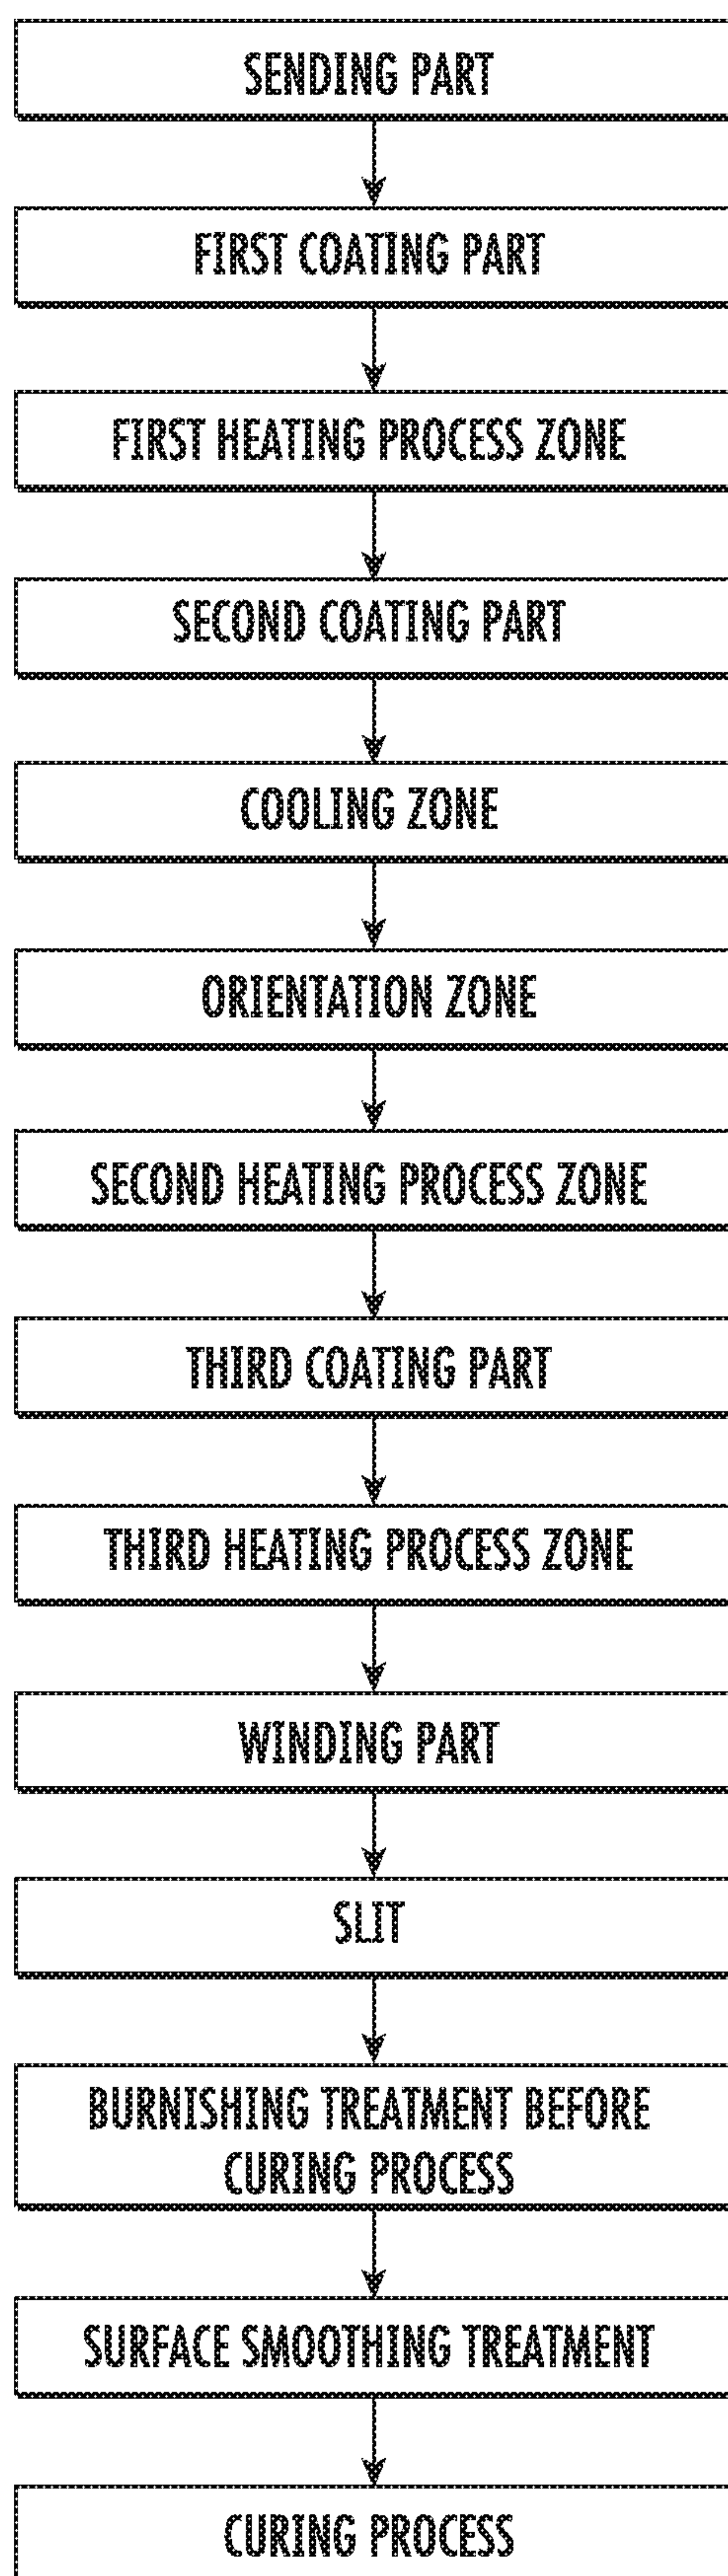 SENDING PART
FIRST COATING PART
FIRST HEATING PROCESS ZONE
SECOND COATING PART
COOLING ZONE
ORIENTATION ZONE
SECOND HEATING PROCESS ZONE
THIRD COATING PART
THIRD HEATING PROCESS ZONE
WINDING PART
SLIT
BURNISHING TREATMENT BEFORE
CURING PROCESS
SURFACE SMOOTHING TREATMENT
CURING PROCESS